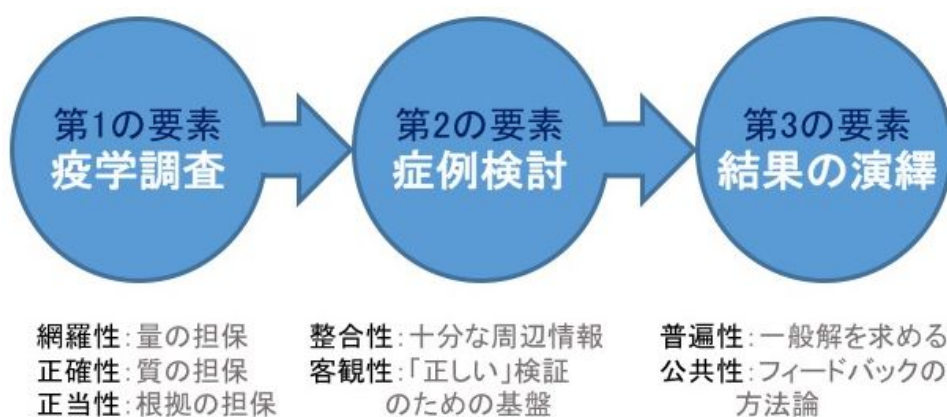 第1の要素
疫学調査
第2の要素
症例検討
第3の要素
結果の演繹
網羅性：量の担保
正確性：質の担保
正当性：根拠の担保
整合性：十分な周辺情報
客観性：「正しい」検証
のための基盤
普遍性：一般解を求める
公共性：フィードバックの
方法論